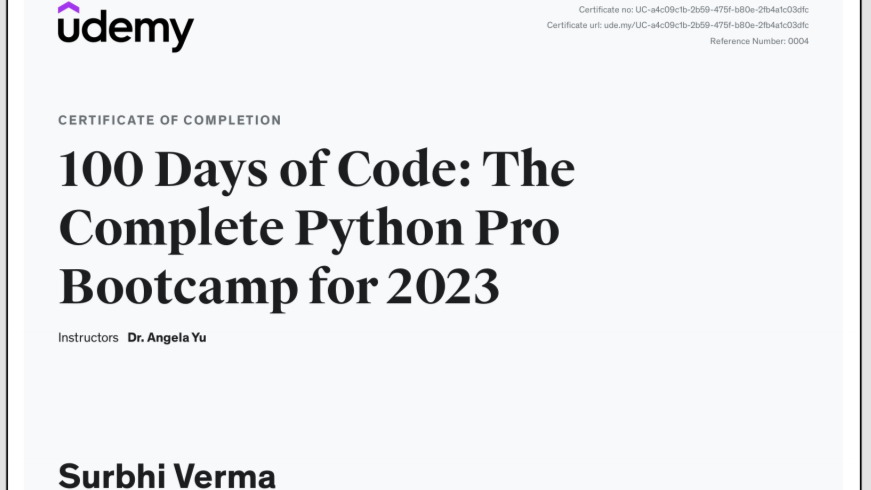 udemy
Certificate no: UC-a4c09c1b-2b59-475f-b80e-2fb4a1c03dfc
Certificate url: ude.my/UC-a4c09c1b-2b59-475f-b80e-2fb4a1c03dfc
Reference Number: 0004
CERTIFICATE OF COMPLETION
100 Days of Code: The
Complete Python Pro
Bootcamp for 2023
Instructors Dr. Angela Yu
Surbhi Verma